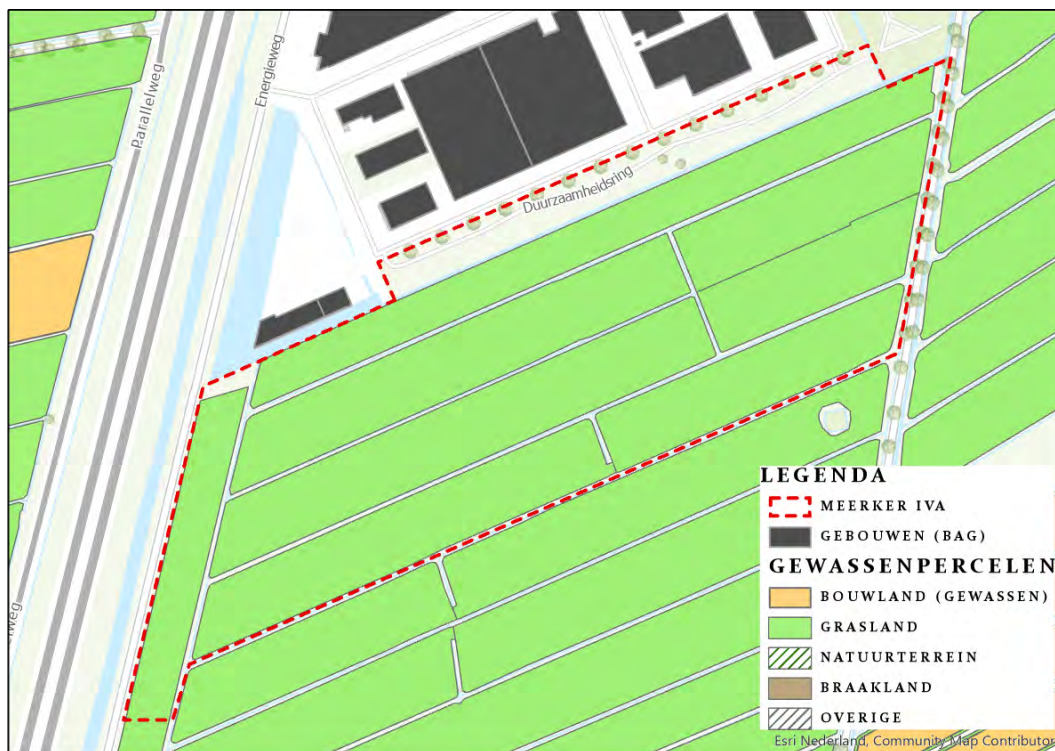 Parallelweg
Energieweg
Duurzaamheidsring
LEGENDA
MEERKER IVA
GEBOUWEN (BAG)
GEWASSENPERCELEN
BOUWLAND (GEWASSEN)
GRASLAND
NATUURTERREIN
BRAAKLAND
OVERIGE
Esri Nederland, Community Map Contributor